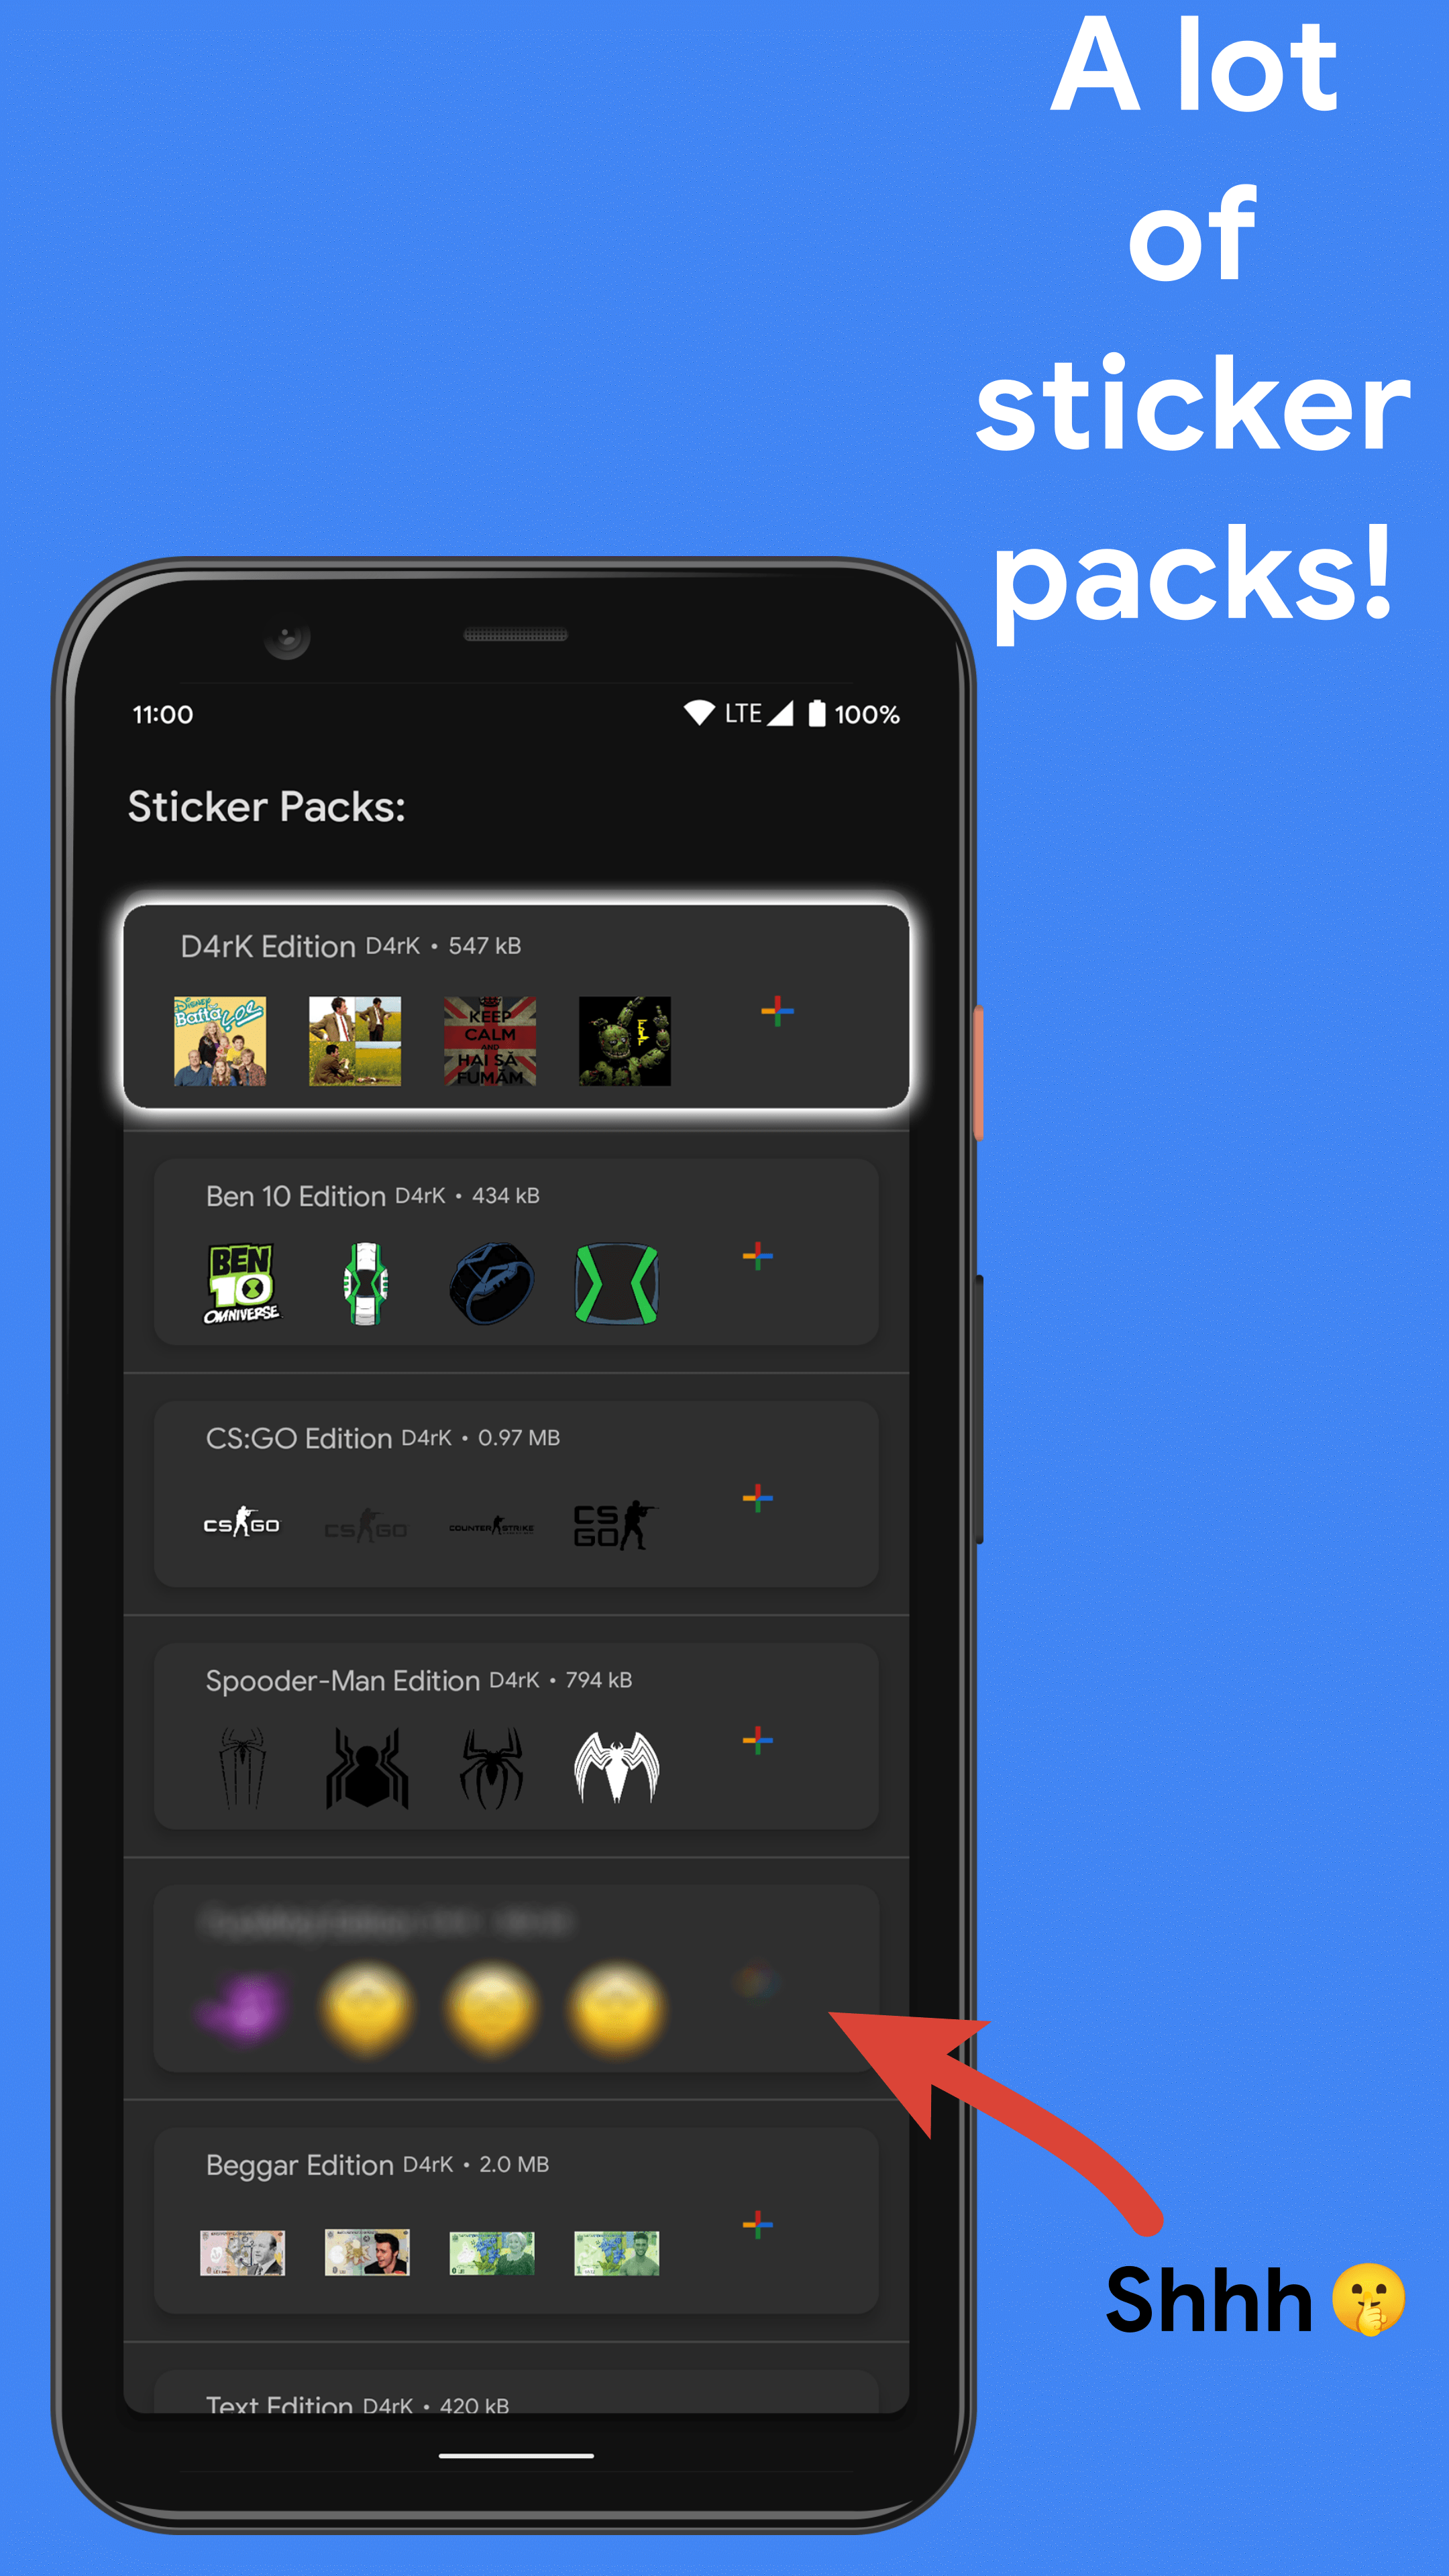 A lot
of
sticker
packs!
11:00 LTE 100%
Sticker Packs:
D4rK Edition D4rK • 547 kB
Disney
Baftă
KEEP
CALM
AND
HAI SĂ
FUMĂM
Ben 10 Edition D4rK • 434 kB
BEN
10
OMNIVERSE
CS:GO Edition D4rK • 0.97 MB
CS GO
CS GO
COUNTER STRIKE
CS
GO
Spooder-Man Edition D4rK • 794 kB
Beggar Edition D4rK • 2.0 MB
Text Edition D4rK • 420 kB
Shhh